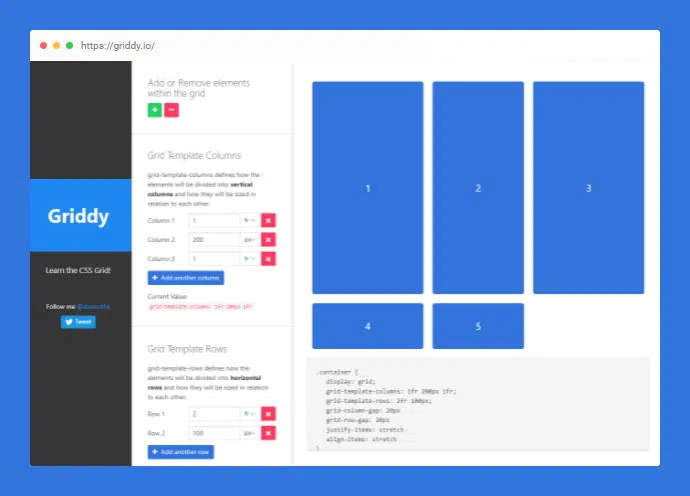 https://griddy.io/
Griddy
Learn the CSS Grid!
Follow me
Tweet
Add or Remove elements
within the grid
Grid Template Columns
grid-template-columns defines how the
elements will be divided into vertical
columns and how they will be sized in
relation to each other.
Column 1 1 fr
Column 2 200 px
Column 3 1 fr
Add another column
Current Value:
grid-template-column: 1fr 200px 1fr
Grid Template Rows
grid-template-rows defines how the
elements will be divided into horizontal
rows and how they will be sized in relation
to each other.
Row 1 2 fr
Row 2 100 px
Add another row
1
2
3
4
5
.container {
display: grid;
grid-template-columns: 1fr 200px 1fr;
grid-template-rows: 2fr 100px;
grid-column-gap: 20px
grid-row-gap: 20px
justify-items: stretch
align-items: stretch